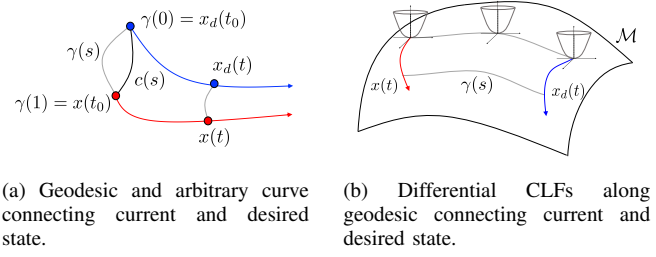 γ(0) = x_d(t_0)
γ(s)
c(s)
x_d(t)
γ(1) = x(t_0)
x(t)
M
x(t)
γ(s)
x_d(t)
(a) Geodesic and arbitrary curve
connecting current and desired
state.
(b) Differential CLFs along
geodesic connecting current and
desired state.